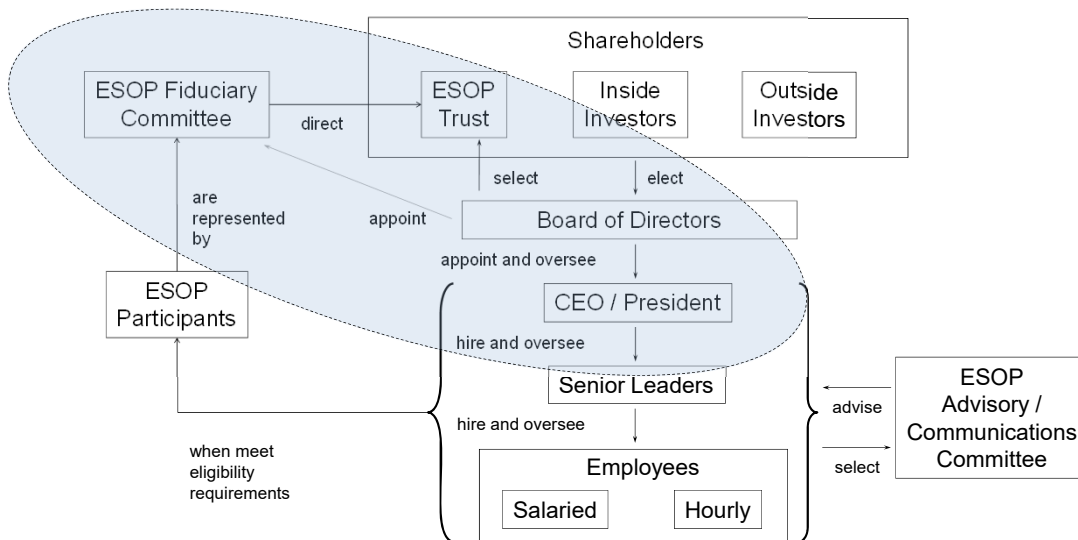 Shareholders
ESOP Fiduciary
Committee
direct
ESOP
Trust
Inside
Investors
Outside
Investors
select
elect
are
represented
by
appoint
Board of Directors
appoint and oversee
ESOP
Participants
CEO / President
hire and oversee
Senior Leaders
hire and oversee
advise
ESOP
Advisory /
Communications
Committee
select
when meet
eligibility
requirements
Employees
Salaried
Hourly